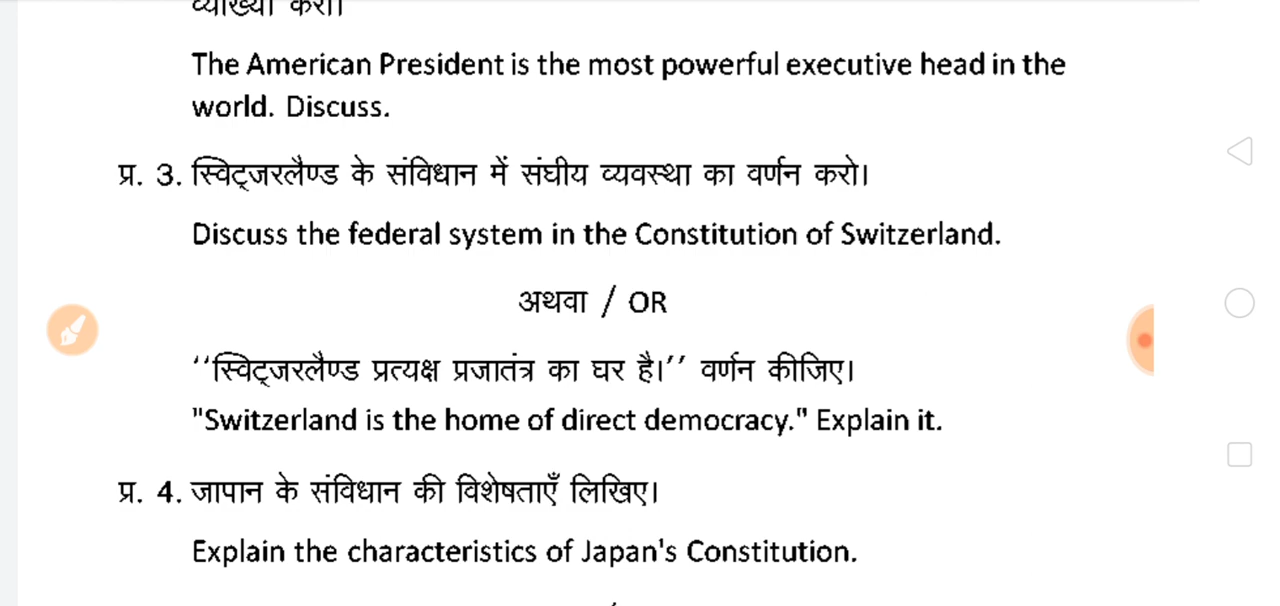 व्याख्या करो।
The American President is the most powerful executive head in the
world. Discuss.
प्र. 3. स्विट्जरलैण्ड के संविधान में संघीय व्यवस्था का वर्णन करो।
Discuss the federal system in the Constitution of Switzerland.
अथवा / OR
‘‘स्विट्जरलैण्ड प्रत्यक्ष प्रजातंत्र का घर है।’’ वर्णन कीजिए।
"Switzerland is the home of direct democracy." Explain it.
प्र. 4. जापान के संविधान की विशेषताएँ लिखिए।
Explain the characteristics of Japan's Constitution.